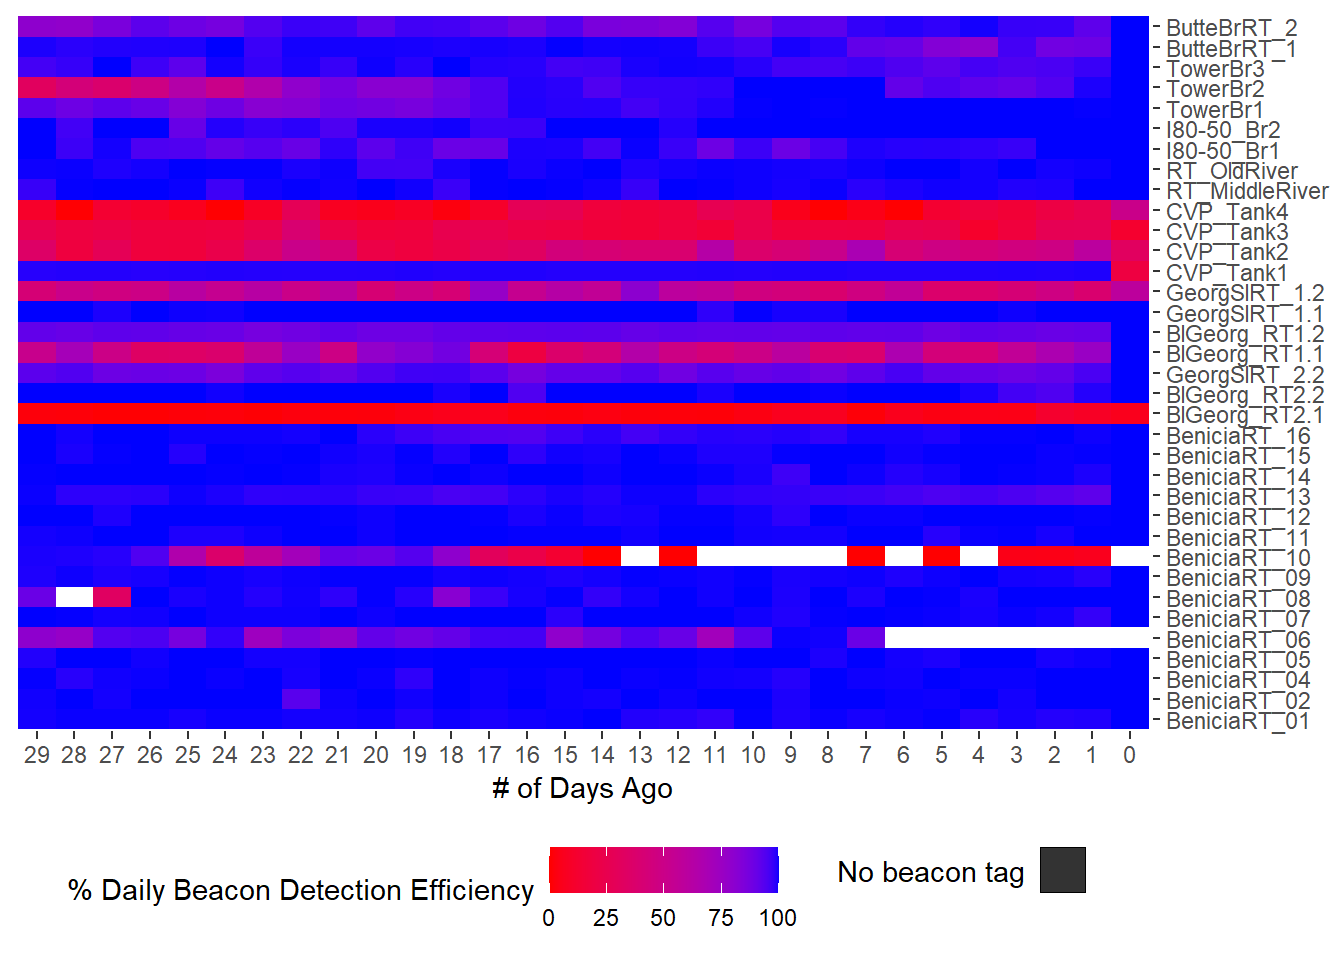 ButteBrRT_2
ButteBrRT_1
TowerBr3
TowerBr2
TowerBr1
I80-50_Br2
I80-50_Br1
RT_OldRiver
RT_MiddleRiver
CVP_Tank4
CVP_Tank3
CVP_Tank2
CVP_Tank1
GeorgSlRT_1.2
GeorgSlRT_1.1
BlGeorg_RT1.2
BlGeorg_RT1.1
GeorgSlRT_2.2
BlGeorg_RT2.2
BlGeorg_RT2.1
BeniciaRT_16
BeniciaRT_15
BeniciaRT_14
BeniciaRT_13
BeniciaRT_12
BeniciaRT_11
BeniciaRT_10
BeniciaRT_09
BeniciaRT_08
BeniciaRT_07
BeniciaRT_06
BeniciaRT_05
BeniciaRT_04
BeniciaRT_02
BeniciaRT_01
29 28 27 26 25 24 23 22 21 20 19 18 17 16 15 14 13 12 11 10 9 8 7 6 5 4 3 2 1 0
# of Days Ago
% Daily Beacon Detection Efficiency
0 25 50 75 100
No beacon tag